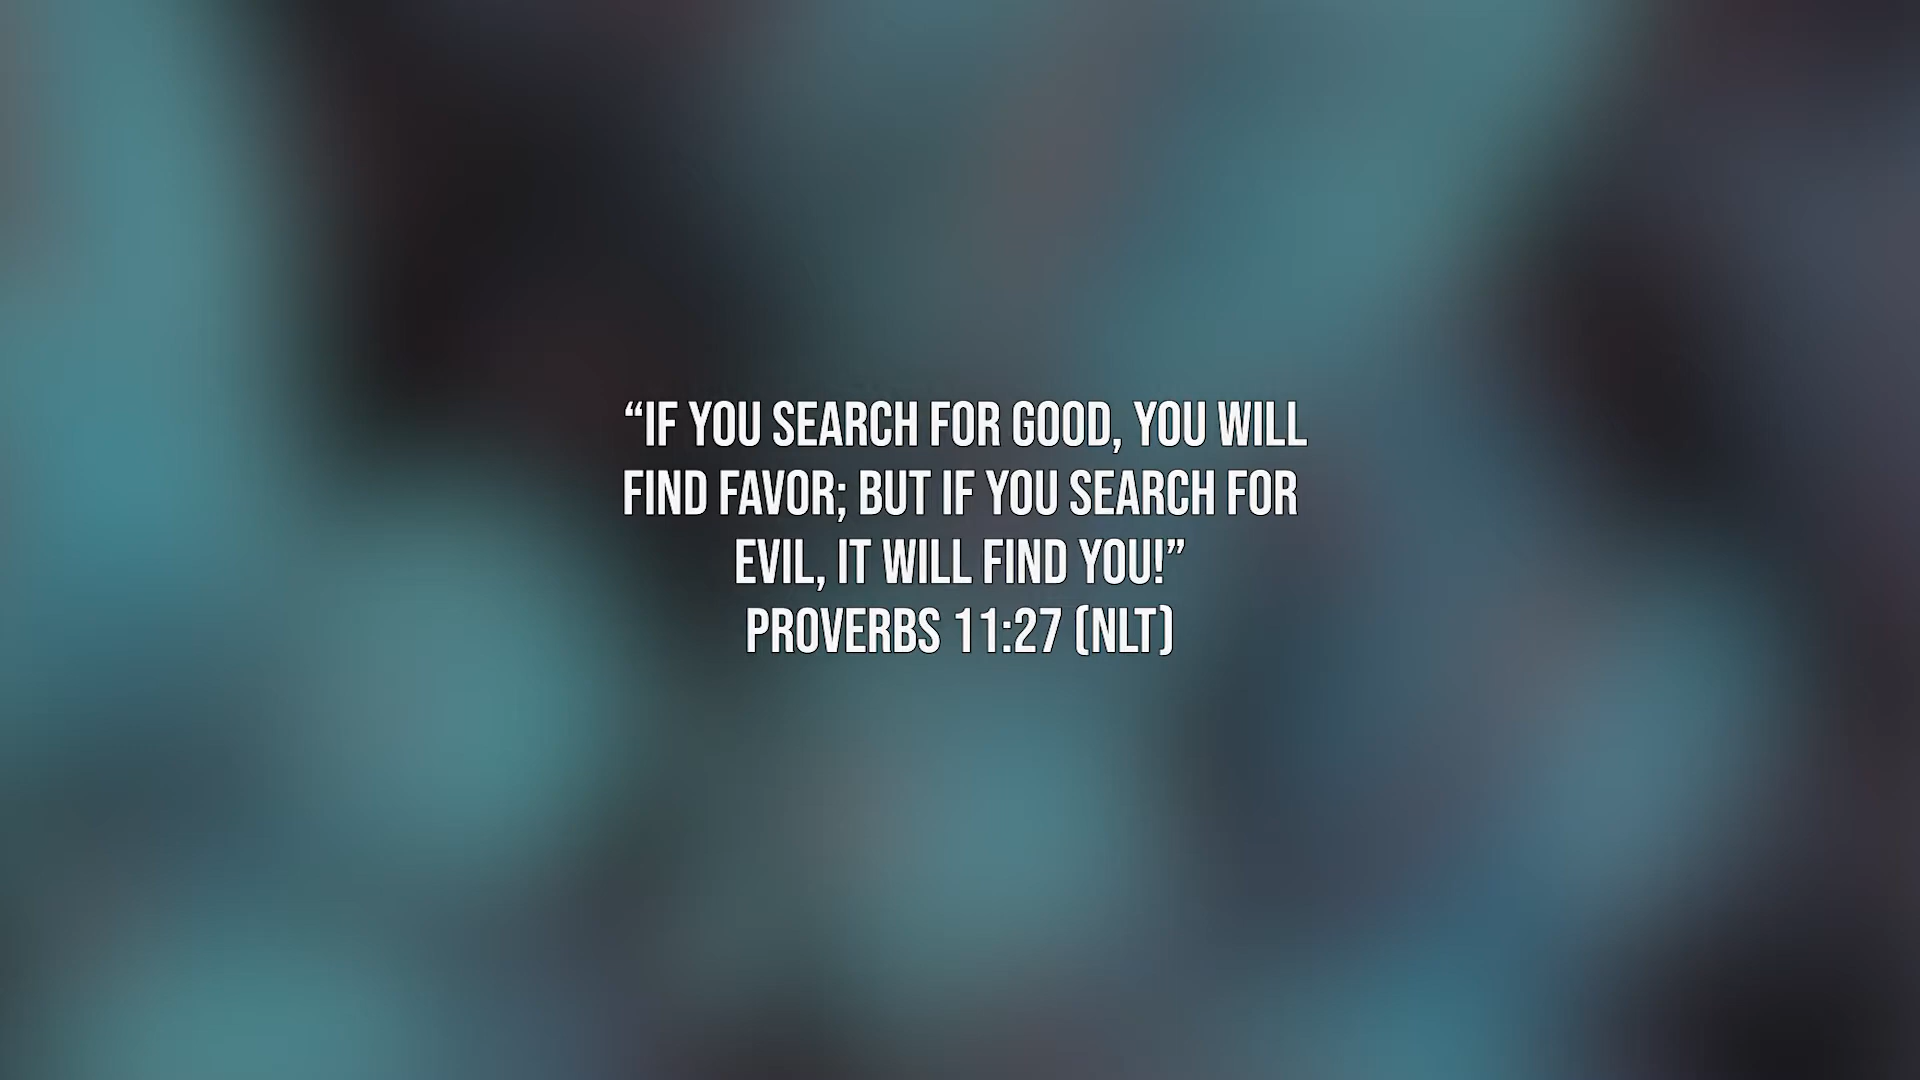 “IF YOU SEARCH FOR GOOD, YOU WILL
FIND FAVOR; BUT IF YOU SEARCH FOR
EVIL, IT WILL FIND YOU!”
PROVERBS 11:27 (NLT)